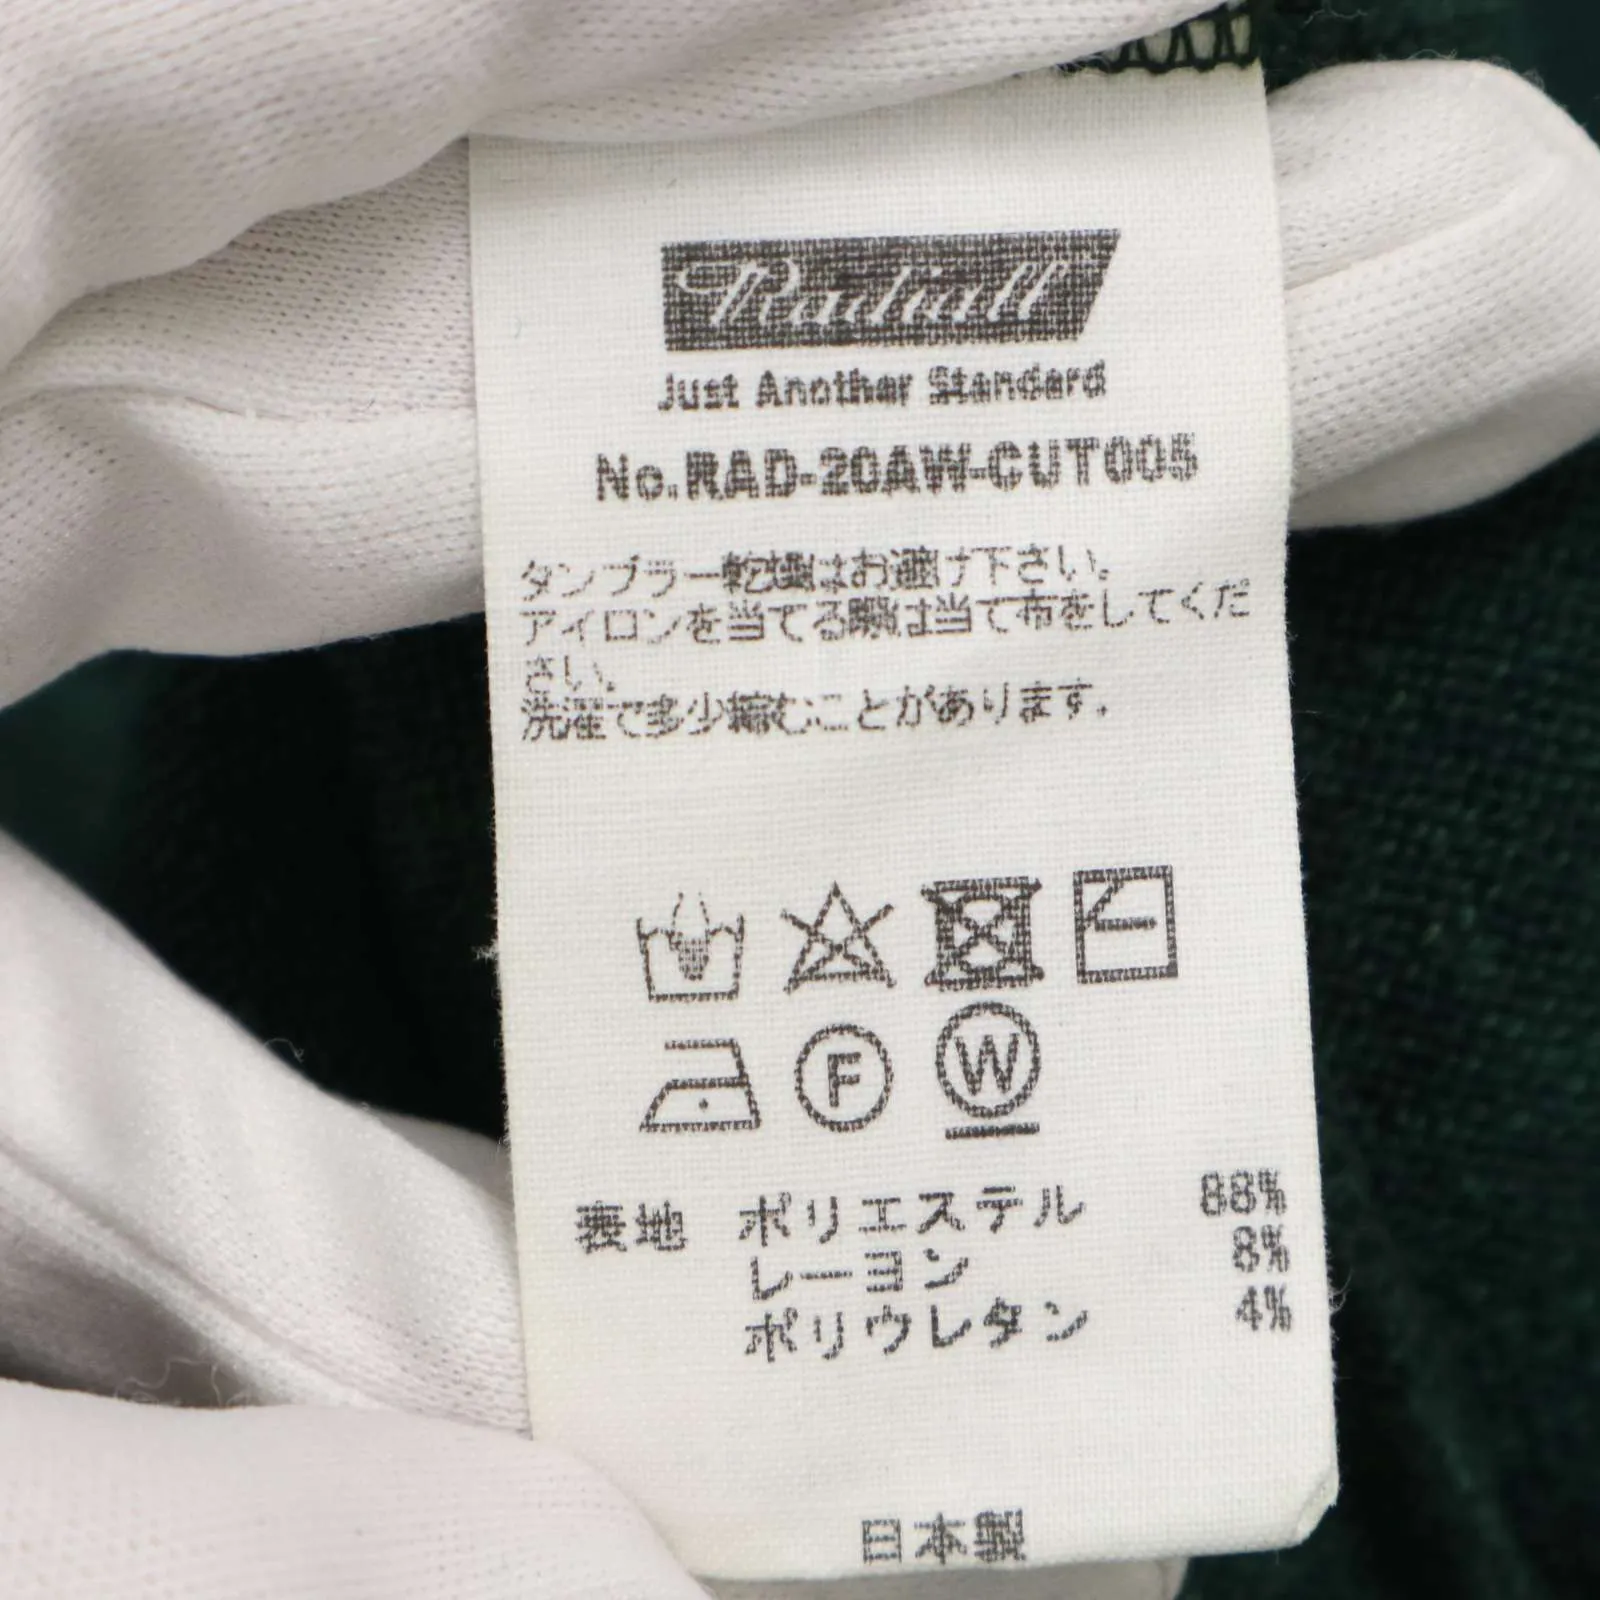 Radiall
Just Another Standard
No.RAD-20AW-CUT005
タンブラー乾燥はお避け下さい。
アイロンを当てる際は当て布をしてくだ
さい。
洗濯で多少縮むことがあります。
F W
表地 ポリエステル 88%
レーヨン 8%
ポリウレタン 4%
日本製